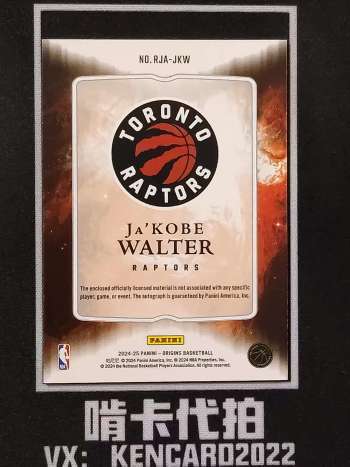 NO. RJA-JKW
TORONTO
RAPTORS
JA'KOBE
WALTER
RAPTORS
The enclosed officially licensed material is not associated with any specific
player, game, or event. The autograph is guaranteed by Panini America, Inc.
PANINI
2024-25 PANINI – ORIGINS BASKETBALL
© 2024 Panini America, Inc. © 2024 NBA Properties, Inc.
© 2024 the National Basketball Players Association. All Rights Reserved.
NBA
啃卡代拍
VX: KENCARD2022